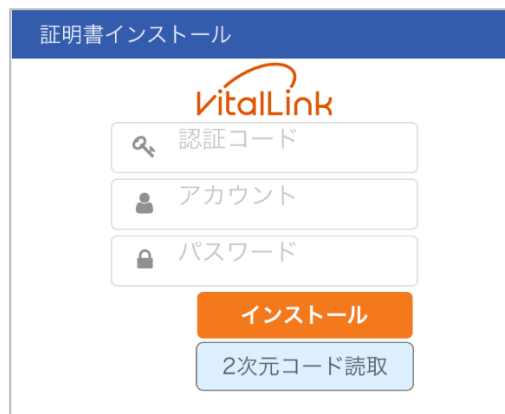 証明書インストール
VitalLink
認証コード
アカウント
パスワード
インストール
2次元コード読取